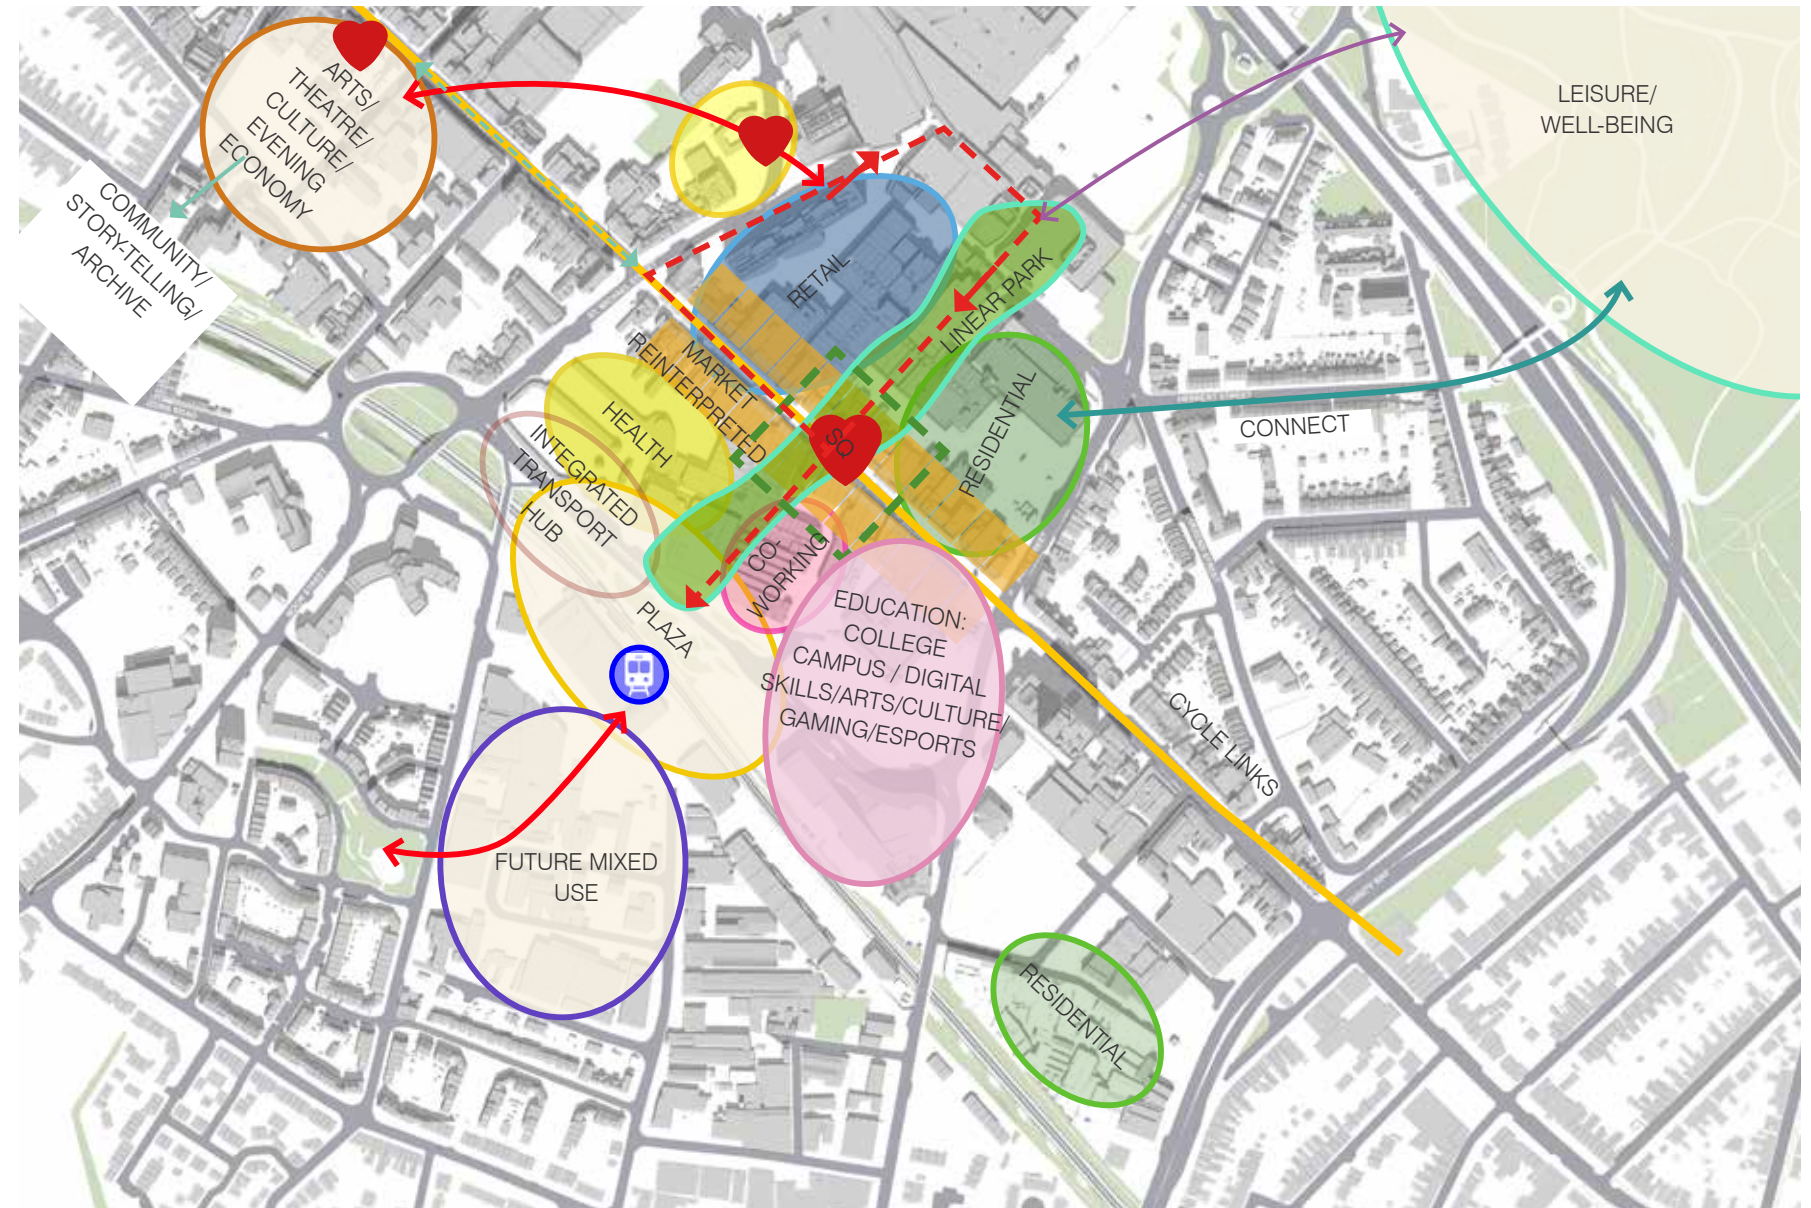 ARTS/
THEATRE/
CULTURE/
EVENING
ECONOMY
COMMUNITY/
STORY-TELLING/
ARCHIVE
LEISURE/
WELL-BEING
RETAIL
LINEAR PARK
MARKET
REINTERPRETED
HEALTH
SQ
RESIDENTIAL
CONNECT
INTEGRATED
TRANSPORT
HUB
CO-
WORKING
PLAZA
EDUCATION:
COLLEGE
CAMPUS / DIGITAL
SKILLS/ARTS/CULTURE/
GAMING/ESPORTS
CYCLE LINKS
FUTURE MIXED
USE
RESIDENTIAL